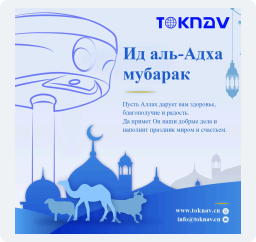 TOKNAV
Ид аль-Адха
мубарак
Пусть Аллах дарует вам здоровье,
благополучие и радость.
Да примет Он наши добрые дела и
наполнит праздник миром и счастьем.
www.toknav.cn
info@toknav.cn